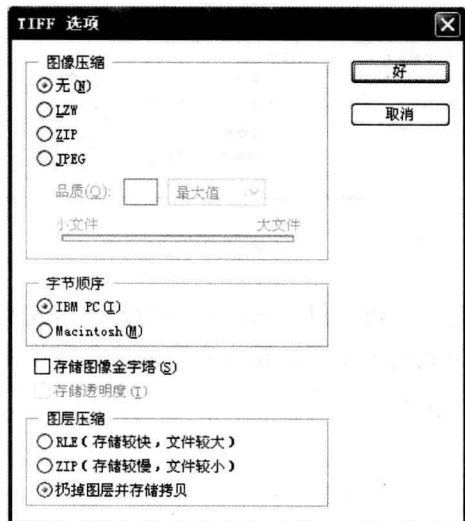 TIFF 选项
图像压缩
无(N)
LZW
ZIP
JPEG
品质(Q): 最大值
小文件 大文件
好
取消
字节顺序
IBM PC(I)
Macintosh(M)
存储图像金字塔(S)
存储透明度(T)
图层压缩
RLE(存储较快，文件较大)
ZIP(存储较慢，文件较小)
扔掉图层并存储拷贝